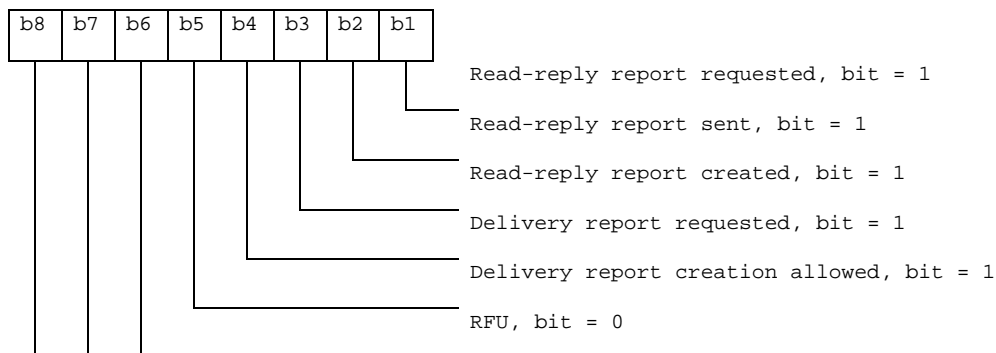 b8 b7 b6 b5 b4 b3 b2 b1
Read-reply report requested, bit = 1
Read-reply report sent, bit = 1
Read-reply report created, bit = 1
Delivery report requested, bit = 1
Delivery report creation allowed, bit = 1
RFU, bit = 0